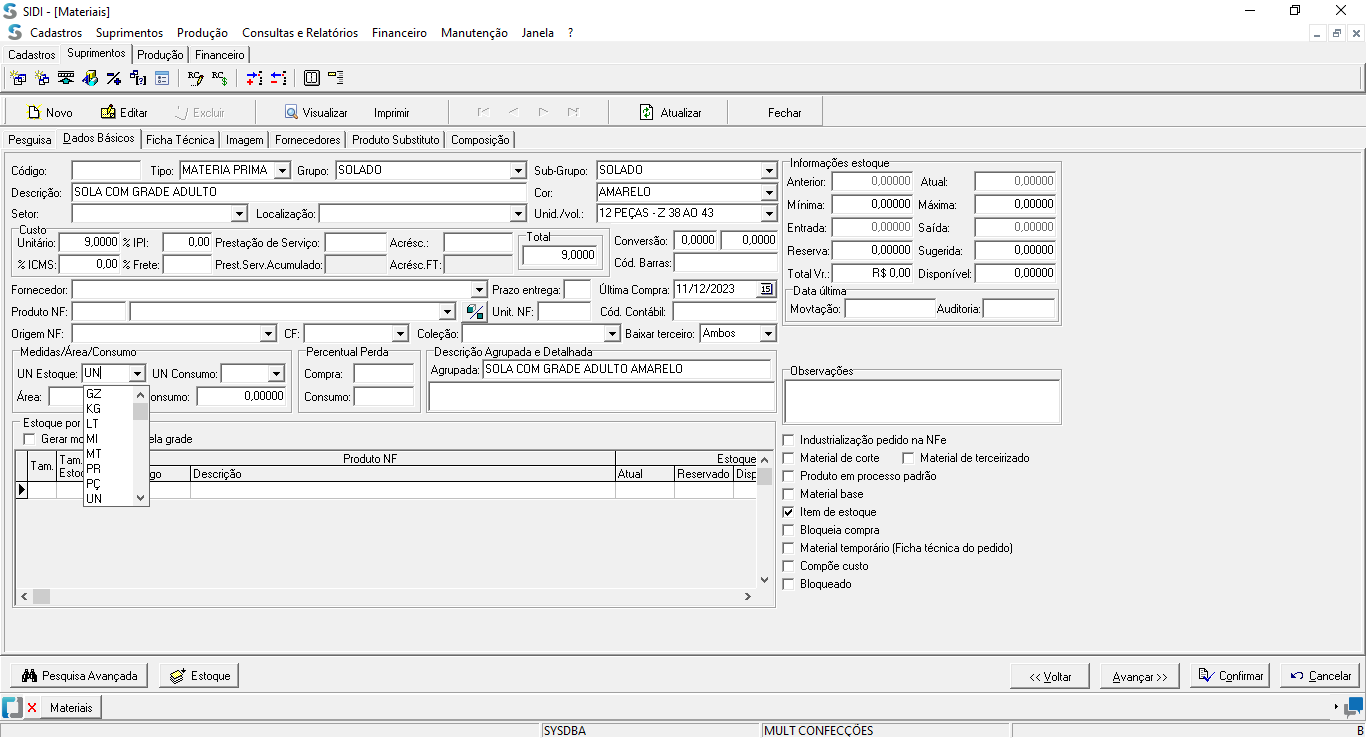 SIDI - [Materiais]
Cadastros Suprimentos Produção Consultas e Relatórios Financeiro Manutenção Janela ?
Cadastros Suprimentos Produção Financeiro
Novo Editar Excluir Visualizar Imprimir Atualizar Fechar
Pesquisa Dados Básicos Ficha Técnica Imagem Fornecedores Produto Substituto Composição
Código: Tipo: MATERIA PRIMA Grupo: SOLADO Sub-Grupo: SOLADO
Descrição: SOLA COM GRADE ADULTO Cor: AMARELO
Setor: Localização: Unid./vol.: 12 PEÇAS - Z 38 AO 43
Custo
Unitário: 9,0000 % IPI: 0,00 Prestação de Serviço: Acrésc.:
% ICMS: 0,00 % Frete: Prest.Serv.Acumulado: Acrésc.FT:
Total
9,0000
Conversão: 0,0000 0,0000
Cód. Barras:
Fornecedor: Prazo entrega: Última Compra: 11/12/2023 15
Produto NF: Unit. NF: Cód. Contábil:
Origem NF: CF: Coleção: Baixar terceiro: Ambos
Informações estoque
Anterior: 0,00000 Atual: 0,00000
Mínima: 0,00000 Máxima: 0,00000
Entrada: 0,00000 Saída: 0,00000
Reserva: 0,00000 Sugerida: 0,00000
Total Vr.: R$ 0,00 Disponível: 0,00000
Data última
Movtação: Auditoria:
Medidas/Área/Consumo
UN Estoque: UN UN Consumo:
Área: onsumo: 0,00000
GZ
KG
LT
MI
MT
PR
PÇ
UN
Percentual Perda
Compra:
Consumo:
Descrição Agrupada e Detalhada
Agrupada: SOLA COM GRADE ADULTO AMARELO
Observações
Estoque por
Gerar mo ela grade
Produto NF Estoque
Tam. Tam. Esto go Descrição Atual Reservado Disp
Industrialização pedido na NFe
Material de corte Material de terceirizado
Produto em processo padrão
Material base
Item de estoque
Bloqueia compra
Material temporário (Ficha técnica do pedido)
Compõe custo
Bloqueado
Pesquisa Avançada Estoque << Voltar Avançar >> Confirmar Cancelar
Materiais
SYSDBA MULT CONFECÇÕES B